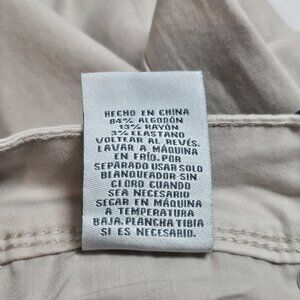 HECHO EN CHINA
84% ALGODÓN
13% RAYÓN
3% ELASTANO
VOLTEAR AL REVÉS.
LAVAR A MÁQUINA
EN FRÍO. POR
SEPARADO USAR SOLO
BLANQUEADOR SIN
CLORO CUANDO
SEA NECESARIO
SECAR EN MÁQUINA
A TEMPERATURA
BAJA. PLANCHA TIBIA
SI ES NECESARIO.